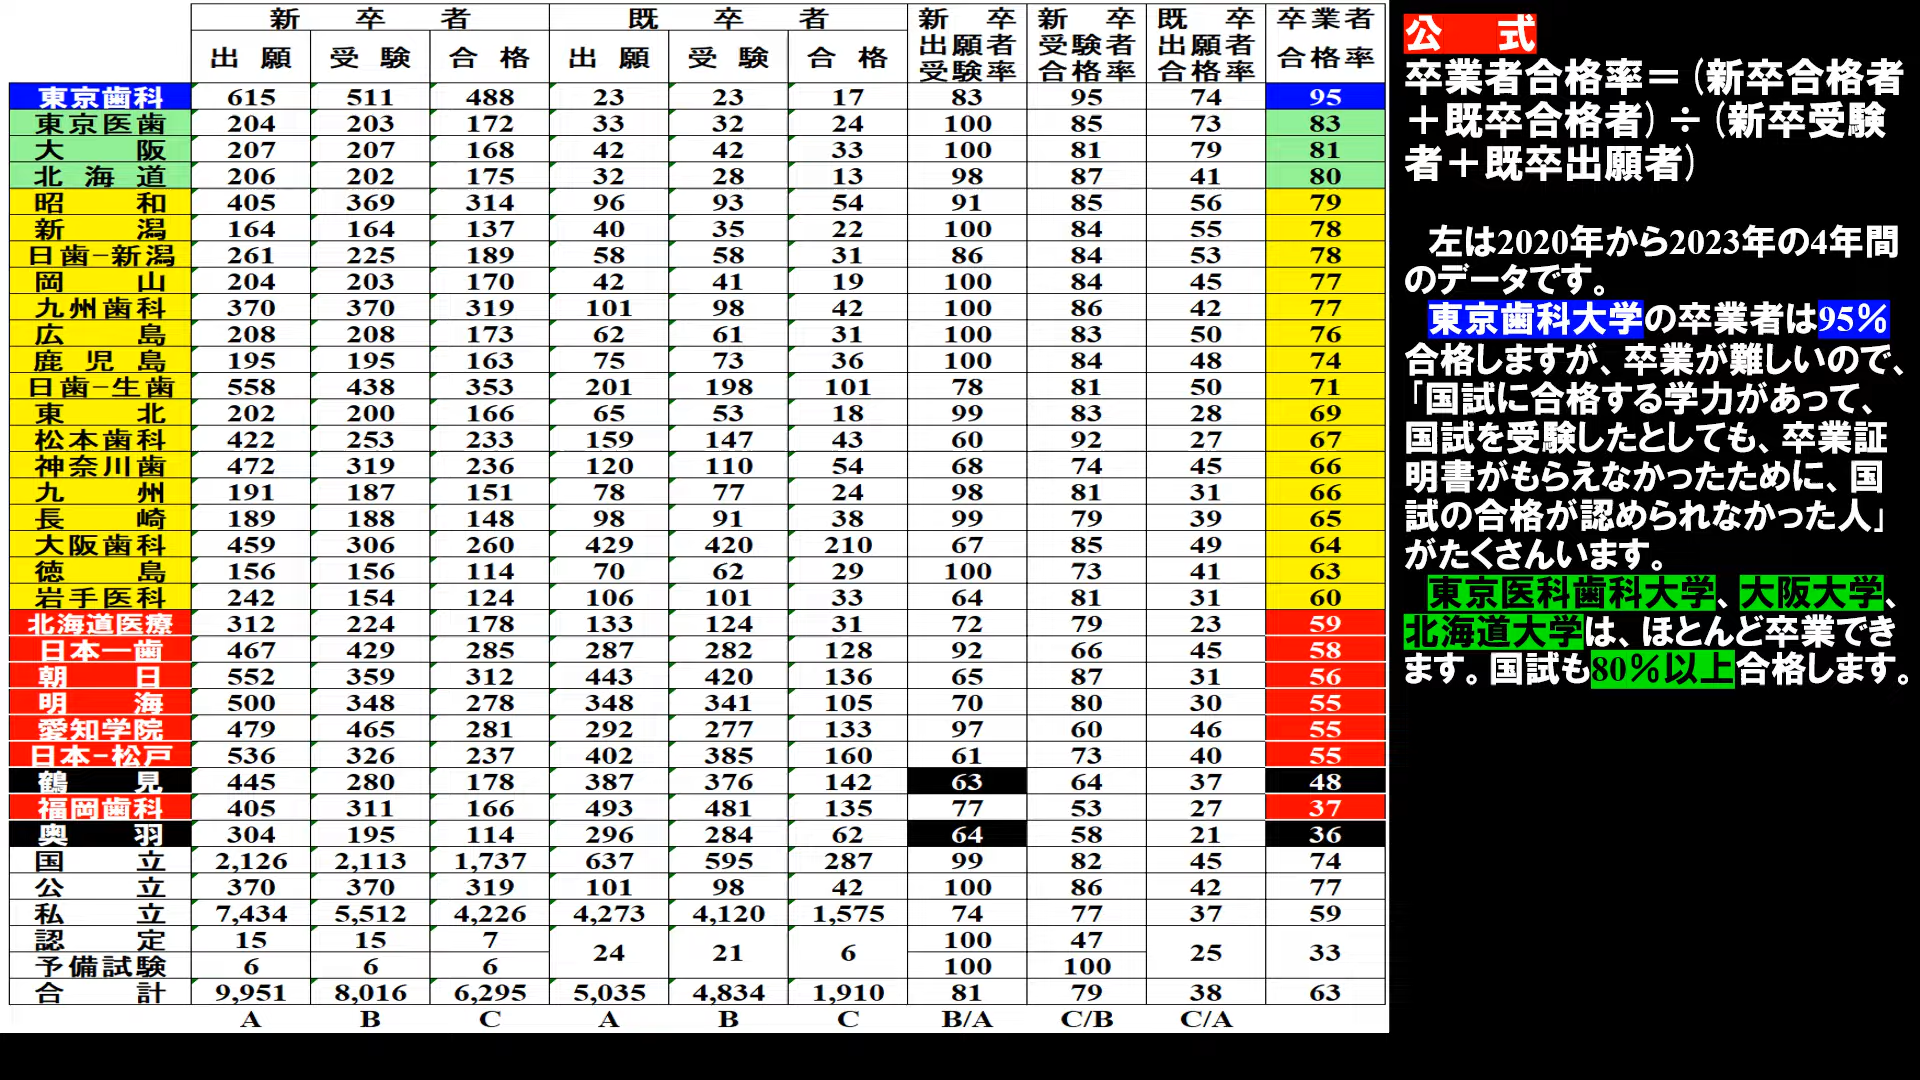 新卒者 既卒者 新卒出願者受験率 新卒受験者合格率 既卒出願者合格率 卒業者合格率
出願 受験 合格 出願 受験 合格
東京歯科 615 511 488 23 23 17 83 95 74 95
東京医歯 204 203 172 33 32 24 100 85 73 83
大阪 207 207 168 42 42 33 100 81 79 81
北海道 206 202 175 32 28 13 98 87 41 80
昭和 405 369 314 96 93 54 91 85 56 79
新潟 164 164 137 40 35 22 100 84 55 78
日歯-新潟 261 225 189 58 58 31 86 84 53 78
岡山 204 203 170 42 41 19 100 84 45 77
九州歯科 370 370 319 101 98 42 100 86 42 77
広島 208 208 173 62 61 31 100 83 50 76
鹿児島 195 195 163 75 73 36 100 84 48 74
日歯-生歯 558 438 353 201 198 101 78 81 50 71
東北 202 200 166 65 53 18 99 83 28 69
松本歯科 422 253 233 159 147 43 60 92 27 67
神奈川歯 472 319 236 120 110 54 68 74 45 66
九州 191 187 151 78 77 24 98 81 31 66
長崎 189 188 148 98 91 38 99 79 39 65
大阪歯科 459 306 260 429 420 210 67 85 49 64
徳島 156 156 114 70 62 29 100 73 41 63
岩手医科 242 154 124 106 101 33 64 81 31 60
北海道医療 312 224 178 133 124 31 72 79 23 59
日本一歯 467 429 285 287 282 128 92 66 45 58
朝日 552 359 312 443 420 136 65 87 31 56
明海 500 348 278 348 341 105 70 80 30 55
愛知学院 479 465 281 292 277 133 97 60 46 55
日本-松戸 536 326 237 402 385 160 61 73 40 55
鶴見 445 280 178 387 376 142 63 64 37 48
福岡歯科 405 311 166 493 481 135 77 53 27 37
奥羽 304 195 114 296 284 62 64 58 21 36
国立 2,126 2,113 1,737 637 595 287 99 82 45 74
公立 370 370 319 101 98 42 100 86 42 77
私立 7,434 5,512 4,226 4,273 4,120 1,575 74 77 37 59
認定 15 15 7 24 21 6 100 47 25 33
予備試験 6 6 6 100 100
合計 9,951 8,016 6,295 5,035 4,834 1,910 81 79 38 63
A B C A B C B/A C/B C/A
公式
卒業者合格率＝(新卒合格者
＋既卒合格者)÷(新卒受験
者＋既卒出願者)
左は2020年から2023年の4年間
のデータです。
東京歯科大学の卒業者は95％
合格しますが、卒業が難しいので、
「国試に合格する学力があって、
国試を受験したとしても、卒業証
明書がもらえなかったために、国
試の合格が認められなかった人」
がたくさんいます。
東京医科歯科大学、大阪大学、
北海道大学は、ほとんど卒業でき
ます。国試も80％以上合格します。